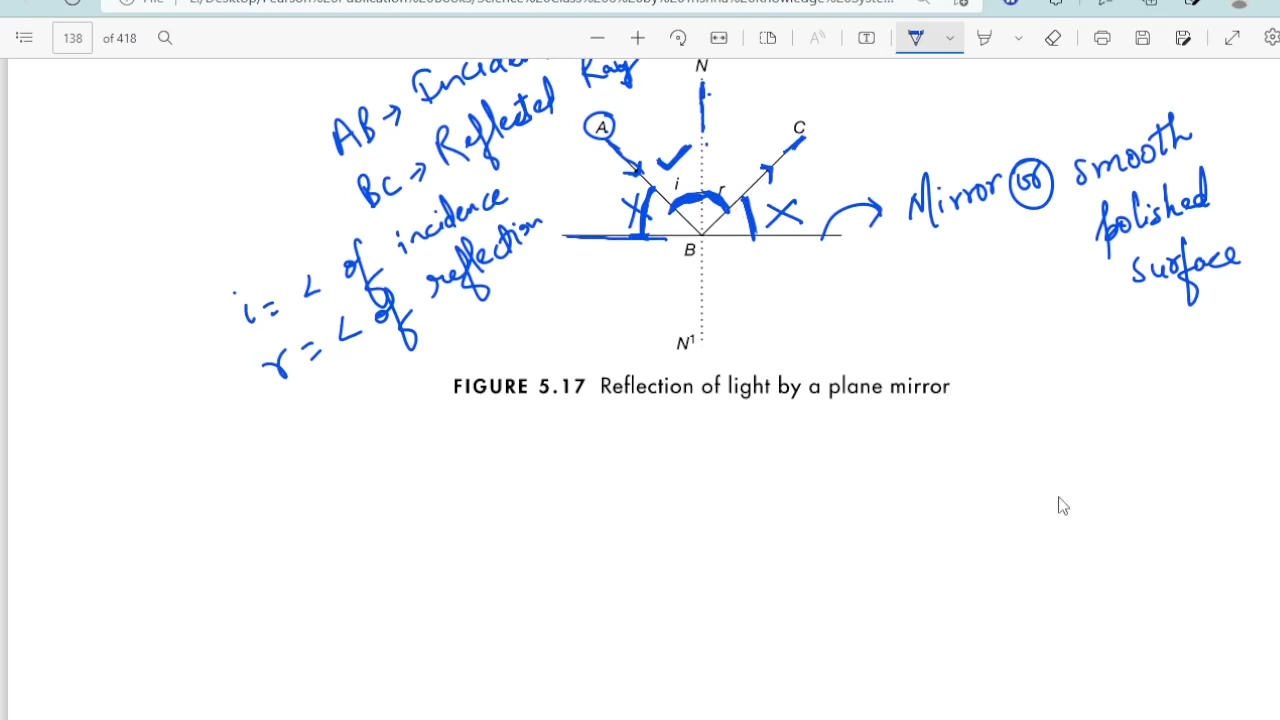 138 of 418
AB → Incident Ray
BC → Reflected
i = ∠ of incidence
r = ∠ of reflection
N
A
C
i
r
B
N¹
Mirror or smooth
polished
surface
FIGURE 5.17 Reflection of light by a plane mirror